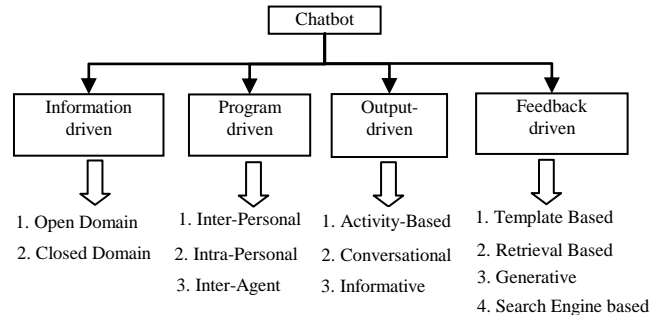 Chatbot
Information
driven
Program
driven
Output-
driven
Feedback
driven
1. Open Domain
2. Closed Domain
1. Inter-Personal
2. Intra-Personal
3. Inter-Agent
1. Activity-Based
2. Conversational
3. Informative
1. Template Based
2. Retrieval Based
3. Generative
4. Search Engine based